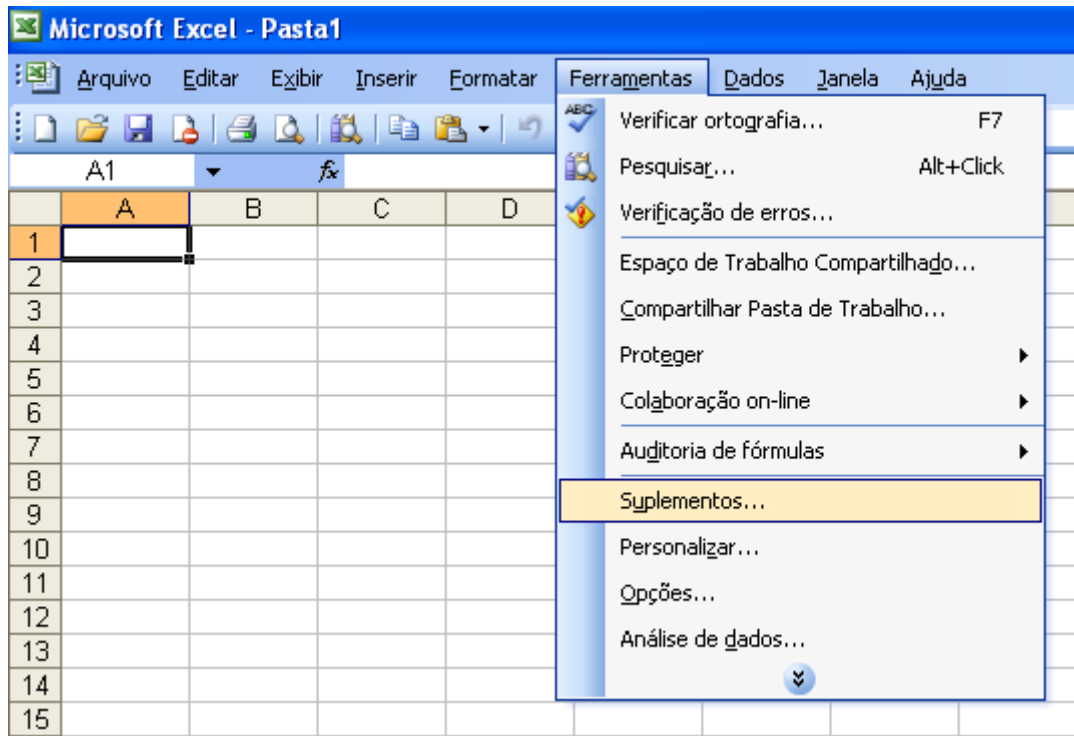 Microsoft Excel - Pasta1
Arquivo Editar Exibir Inserir Formatar Ferramentas Dados Janela Ajuda
A1 fx
A B C D
1
2
3
4
5
6
7
8
9
10
11
12
13
14
15
ABC Verificar ortografia... F7
Pesquisar... Alt+Click
Verificação de erros...
Espaço de Trabalho Compartilhado...
Compartilhar Pasta de Trabalho...
Proteger
Colaboração on-line
Auditoria de fórmulas
Suplementos...
Personalizar...
Opções...
Análise de dados...